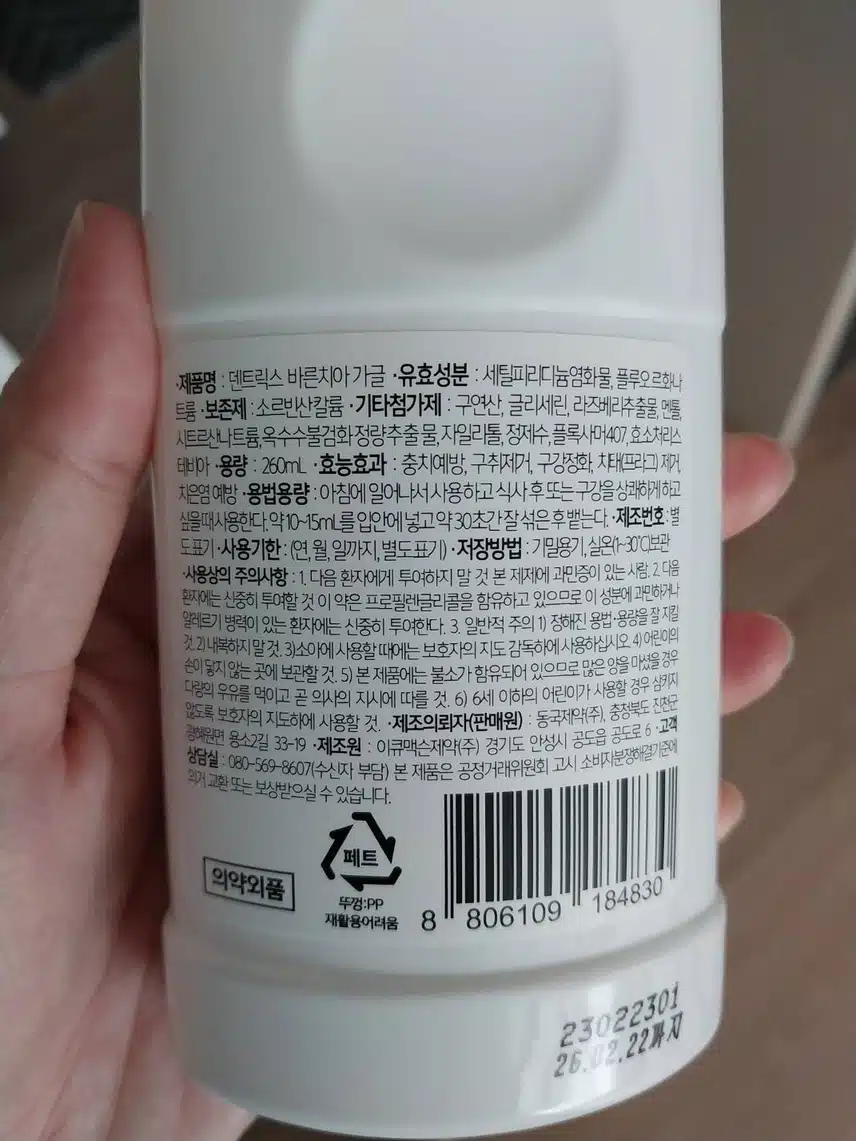 ·제품명 : 덴트릭스 바른치아 가글 ·유효성분 : 세틸피리디늄염화물, 플루오르화나
트륨 ·보존제 : 소르빈산칼륨 ·기타첨가제 : 구연산, 글리세린, 라즈베리추출물, 멘톨,
시트르산나트륨, 옥수수불검화정량추출물, 자일리톨, 정제수, 플록사머407, 효소처리스
테비아 ·용량 : 260mL ·효능효과 : 충치예방, 구취제거, 구강정화, 치태(프라그) 제거,
치은염 예방 ·용법용량 : 아침에 일어나서 사용하고 식사 후 또는 구강을 상쾌하게 하고
싶을 때 사용한다. 약 10~15mL를 입안에 넣고 약 30초간 잘 섞은 후 뱉는다. ·제조번호 : 별
도표기 ·사용기한 : (연, 월, 일까지, 별도표기) ·저장방법 : 기밀용기, 실온(1~30℃)보관
·사용상의 주의사항 : 1. 다음 환자에게 투여하지 말 것 본 제제에 과민증이 있는 사람. 2. 다음
환자에는 신중히 투여할 것 이 약은 프로필렌글리콜을 함유하고 있으므로 이 성분에 과민하거나
알레르기 병력이 있는 환자에는 신중히 투여한다. 3. 일반적 주의 1) 정해진 용법·용량을 잘 지킬
것. 2) 내복하지 말 것. 3)소아에 사용할 때에는 보호자의 지도 감독하에 사용하십시오. 4) 어린이의
손이 닿지 않는 곳에 보관할 것. 5) 본 제품에는 불소가 함유되어 있으므로 많은 양을 마셨을 경우
다량의 우유를 먹이고 곧 의사의 지시에 따를 것. 6) 6세 이하의 어린이가 사용할 경우 삼키지
않도록 보호자의 지도하에 사용할 것. ·제조의뢰자(판매원) : 동국제약(주), 충청북도 진천군
광혜원면 용소2길 33-19 ·제조원 : 이큐맥슨제약(주) 경기도 안성시 공도읍 공도로 6 ·고객
상담실 : 080-569-8607(수신자 부담) 본 제품은 공정거래위원회 고시 소비자분쟁해결기준에
의거 교환 또는 보상받으실 수 있습니다.
의약외품
페트
뚜껑:PP
재활용어려움
8 806109 184830
23022301
26.02.22까지